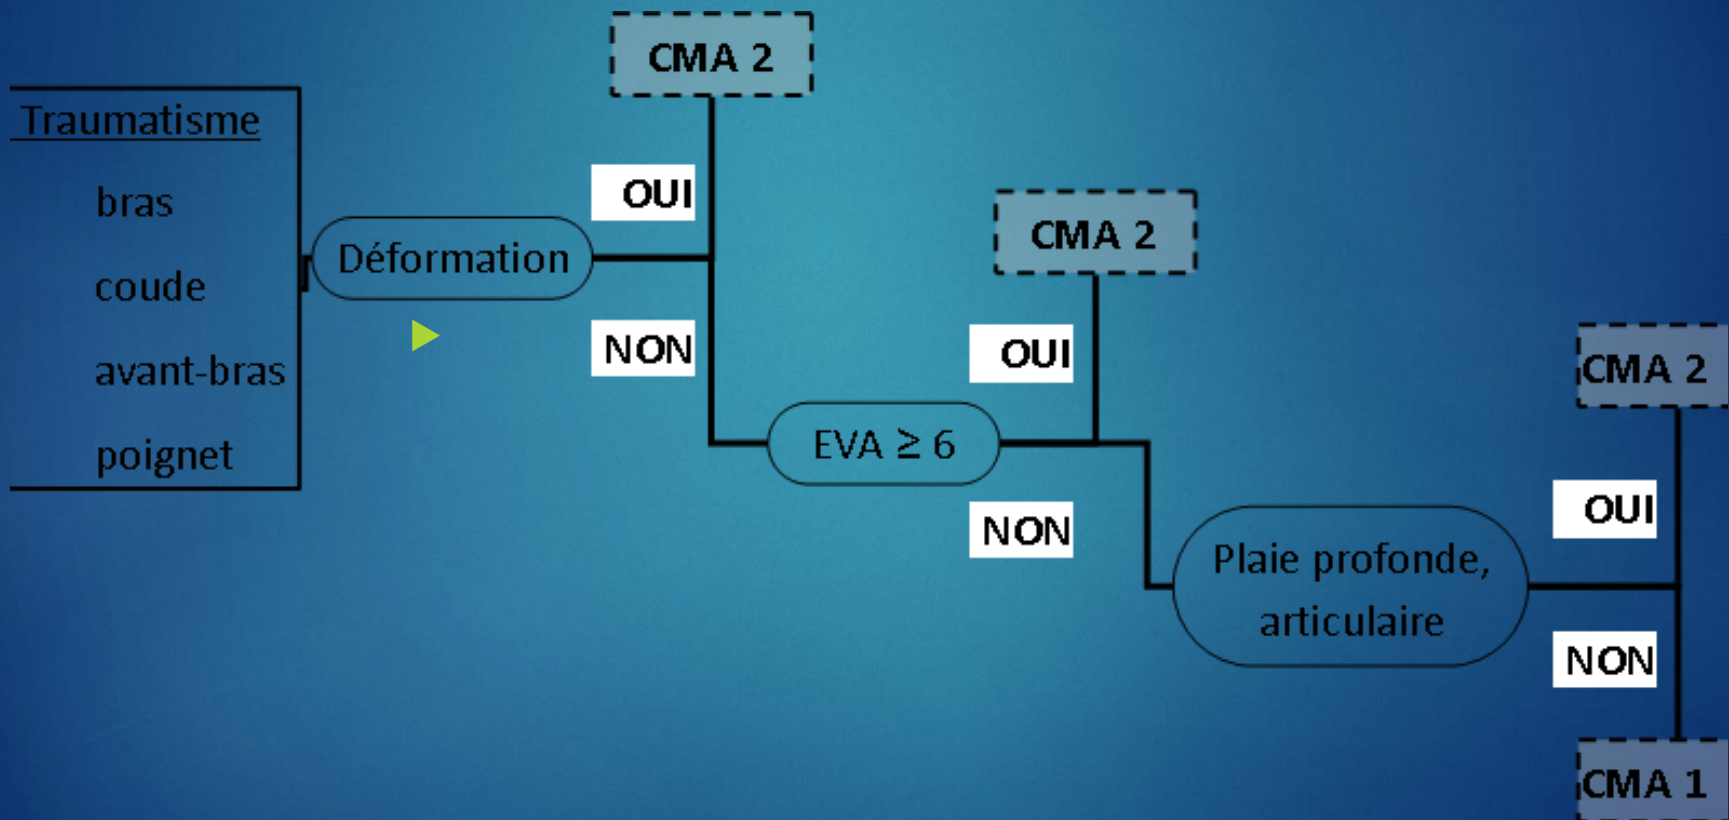 Traumatisme
bras
coude
avant-bras
poignet
Déformation
OUI
CMA 2
NON
EVA ≥ 6
OUI
CMA 2
NON
Plaie profonde,
articulaire
OUI
CMA 2
NON
CMA 1